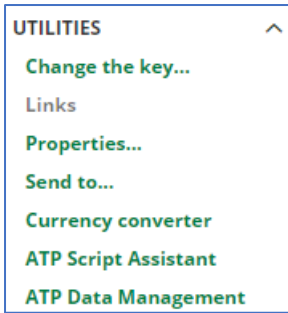 UTILITIES
Change the key...
Links
Properties...
Send to...
Currency converter
ATP Script Assistant
ATP Data Management